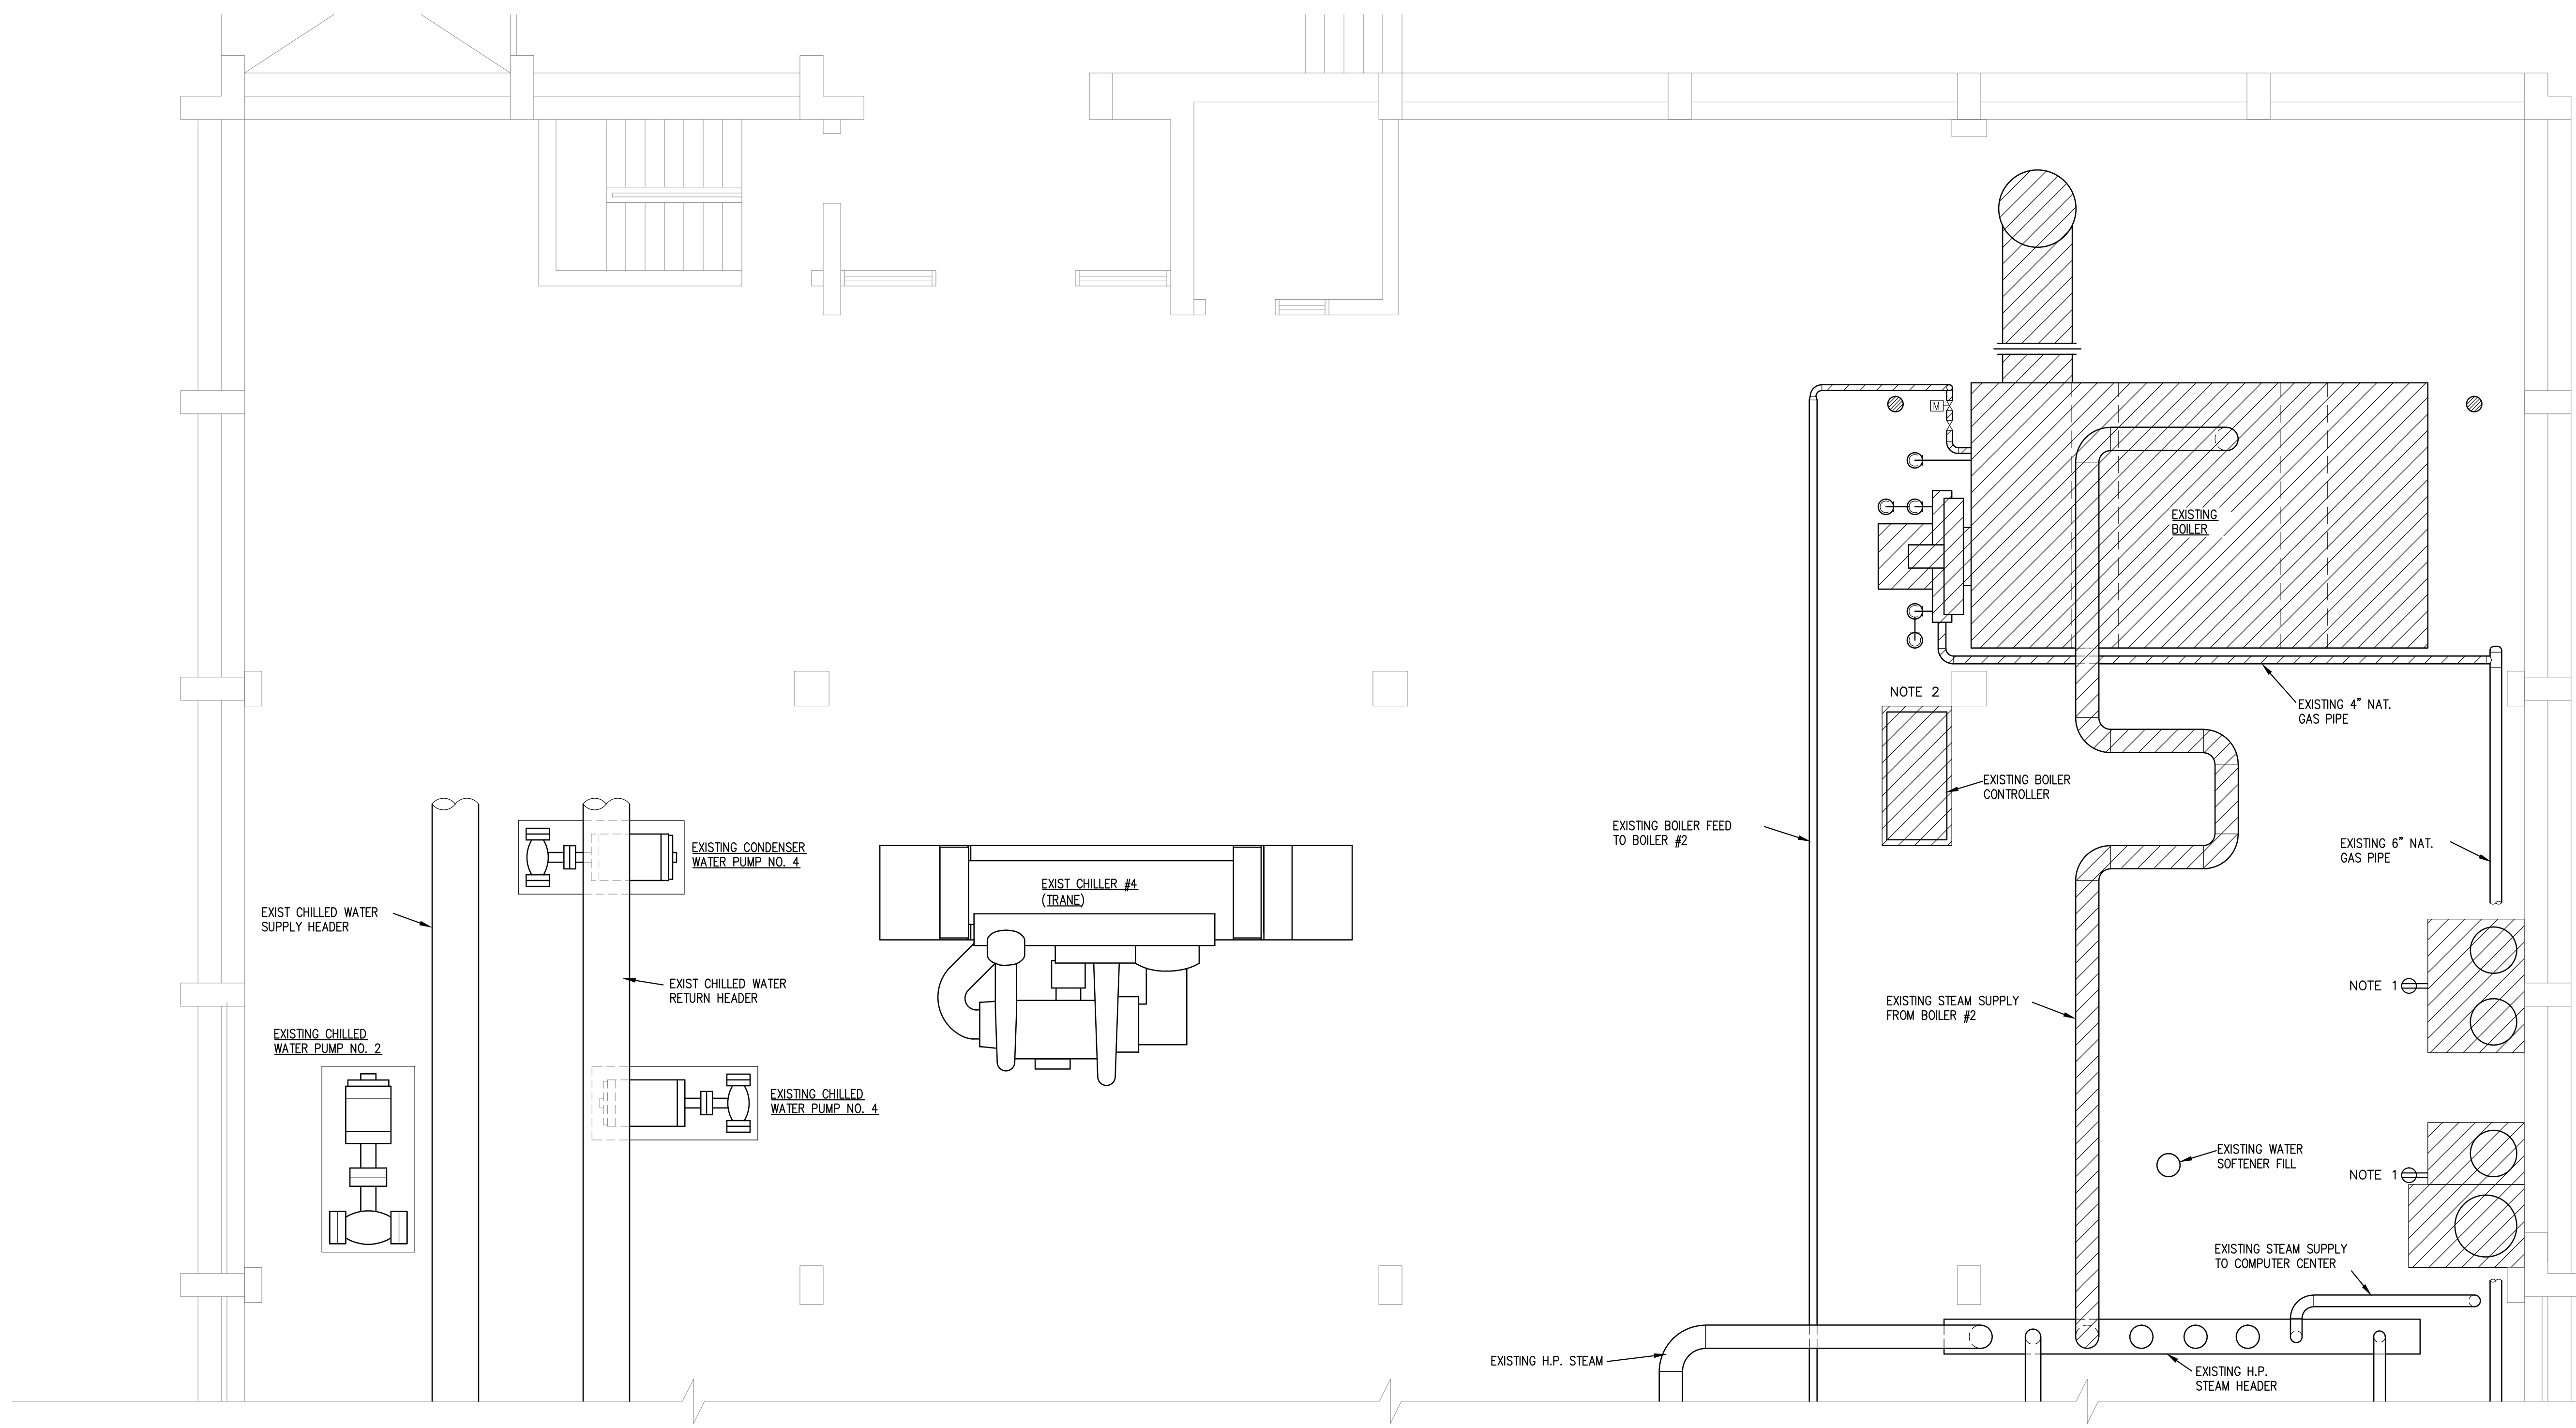 M
EXISTING
BOILER
NOTE 2
EXISTING 4" NAT.
GAS PIPE
EXISTING BOILER
CONTROLLER
EXISTING BOILER FEED
TO BOILER #2
EXISTING 6" NAT.
GAS PIPE
EXISTING CONDENSER
WATER PUMP NO. 4
EXIST CHILLER #4
(TRANE)
EXIST CHILLED WATER
SUPPLY HEADER
EXIST CHILLED WATER
RETURN HEADER
NOTE 1
EXISTING STEAM SUPPLY
FROM BOILER #2
EXISTING CHILLED
WATER PUMP NO. 2
EXISTING CHILLED
WATER PUMP NO. 4
EXISTING WATER
SOFTENER FILL
NOTE 1
EXISTING STEAM SUPPLY
TO COMPUTER CENTER
EXISTING H.P. STEAM
EXISTING H.P.
STEAM HEADER